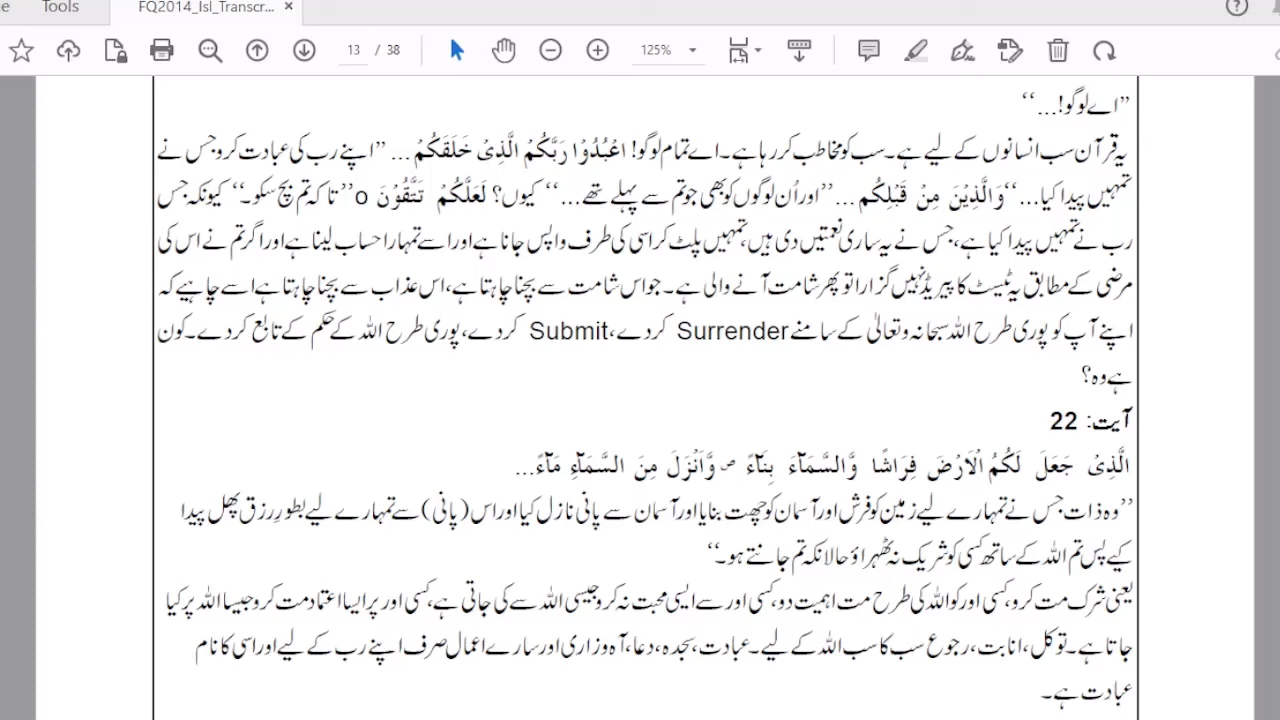 e Tools FQ2014_Isl_Transcr... ×
13 / 38 125%
’’اے لوگو!...‘‘
یہ قرآن سب انسانوں کے لیے ہے۔ سب کو مخاطب کر رہا ہے۔ اے تمام لوگو! اعْبُدُوْا رَبَّكُمُ الَّذِىْ خَلَقَكُمْ ... ’’اپنے رب کی عبادت کرو جس نے
تمہیں پیدا کیا...‘‘ وَالَّذِيْنَ مِنْ قَبْلِكُم ... ’’اور اُن لوگوں کو بھی جو تم سے پہلے تھے...‘‘ کیوں؟ لَعَلَّكُمْ تَتَّقُوْنَ o ’’تاکہ تم بچ سکو۔‘‘ کیونکہ جس
رب نے تمہیں پیدا کیا ہے، جس نے یہ ساری نعمتیں دی ہیں، تمہیں پلٹ کر اسی کی طرف واپس جانا ہے اور اسے تمہارا حساب لینا ہے اور اگر تم نے اس کی
مرضی کے مطابق یہ ٹیسٹ کا پیریڈ نہیں گزارا تو پھر شامت آنے والی ہے۔ جو اس شامت سے بچنا چاہتا ہے، اس عذاب سے بچنا چاہتا ہے اسے چاہیے کہ
اپنے آپ کو پوری طرح اللہ سبحانہ وتعالیٰ کے سامنے Surrender کر دے، Submit کر دے، پوری طرح اللہ کے حکم کے تابع کر دے۔ کون
ہے وہ؟
آیت: 22
الَّذِىْ جَعَلَ لَكُمُ الْاَرْضَ فِرَاشًا وَّالسَّمَآءَ بِنَآءً ص وَّاَنْزَلَ مِنَ السَّمَآءِ مَآءً...
’’وہ ذات جس نے تمہارے لیے زمین کو فرش اور آسمان کو چھت بنایا اور آسمان سے پانی نازل کیا اور اس (پانی) سے تمہارے لیے بطور رزق پھل پیدا
کیے پس تم اللہ کے ساتھ کسی کو شریک نہ ٹھہراؤ حالانکہ تم جانتے ہو۔‘‘
یعنی شرک مت کرو، کسی اور کو اللہ کی طرح مت اہمیت دو، کسی اور سے ایسی محبت نہ کرو جیسی اللہ سے کی جاتی ہے، کسی اور پر ایسا اعتماد مت کرو جیسا اللہ پر کیا
جاتا ہے۔ توکل، انابت، رجوع سب کا سب اللہ کے لیے۔ عبادت، سجدہ، دعا، آہ و زاری اور سارے اعمال صرف اپنے رب کے لیے اور اسی کا نام
عبادت ہے۔